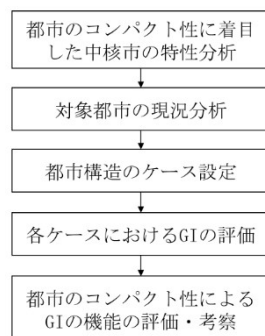 都市のコンパクト性に着目
した中核市の特性分析
対象都市の現況分析
都市構造のケース設定
各ケースにおけるGIの評価
都市のコンパクト性による
GIの機能の評価・考察